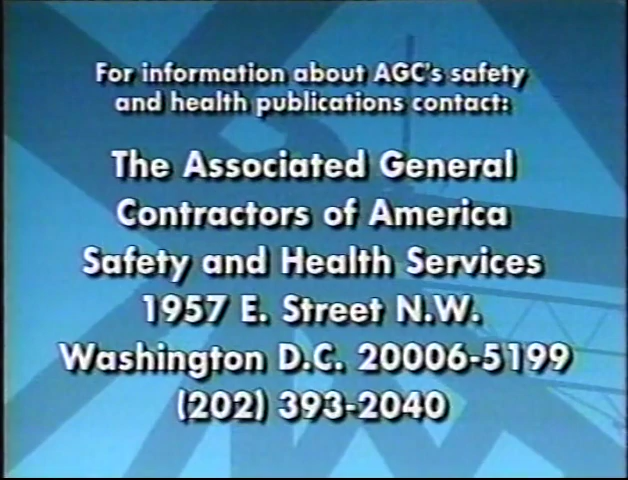 For information about AGC's safety
and health publications contact:
The Associated General
Contractors of America
Safety and Health Services
1957 E. Street N.W.
Washington D.C. 20006-5199
(202) 393-2040